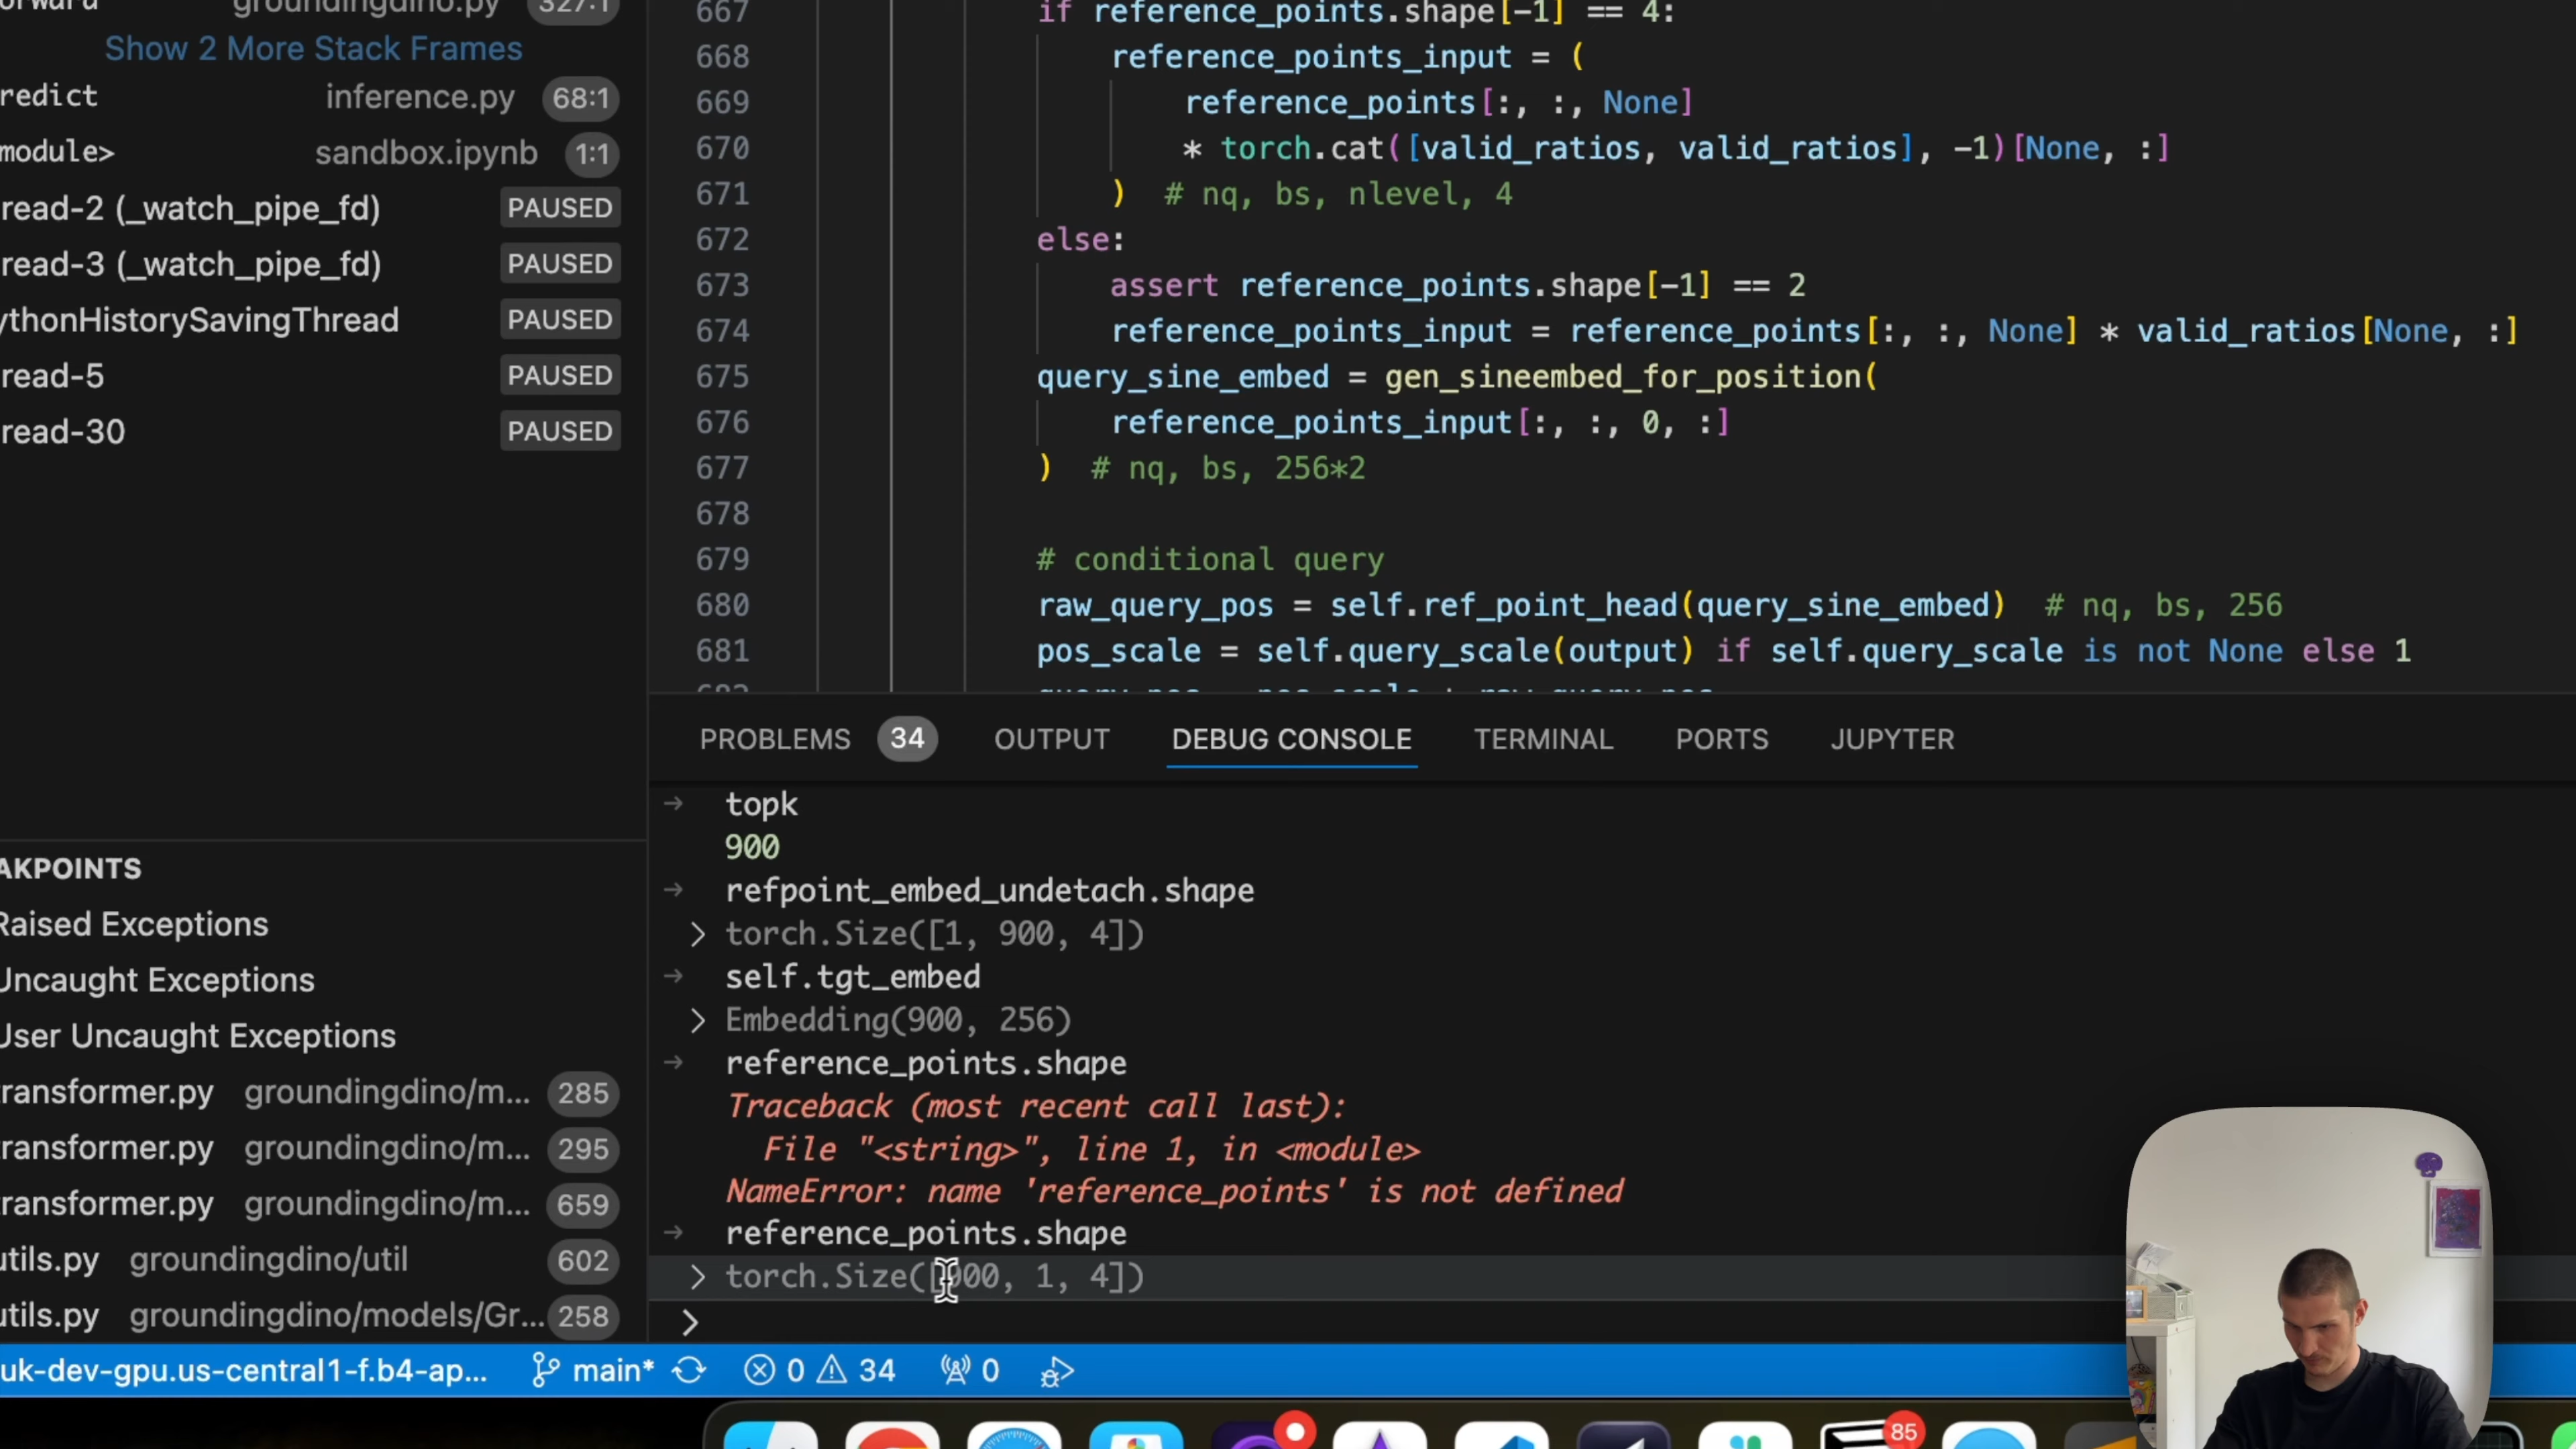 orward groundingdino.py 327:1
Show 2 More Stack Frames
redict inference.py 68:1
module> sandbox.ipynb 1:1
read-2 (_watch_pipe_fd) PAUSED
read-3 (_watch_pipe_fd) PAUSED
ythonHistorySavingThread PAUSED
read-5 PAUSED
read-30 PAUSED
AKPOINTS
Raised Exceptions
Uncaught Exceptions
User Uncaught Exceptions
transformer.py groundingdino/m... 285
transformer.py groundingdino/m... 295
transformer.py groundingdino/m... 659
utils.py groundingdino/util 602
utils.py groundingdino/models/Gr... 258
667 if reference_points.shape[-1] == 4:
668 reference_points_input = (
669 reference_points[:, :, None]
670 * torch.cat([valid_ratios, valid_ratios], -1)[None, :]
671 ) # nq, bs, nlevel, 4
672 else:
673 assert reference_points.shape[-1] == 2
674 reference_points_input = reference_points[:, :, None] * valid_ratios[None, :]
675 query_sine_embed = gen_sineembed_for_position(
676 reference_points_input[:, :, 0, :]
677 ) # nq, bs, 256*2
678
679 # conditional query
680 raw_query_pos = self.ref_point_head(query_sine_embed) # nq, bs, 256
681 pos_scale = self.query_scale(output) if self.query_scale is not None else 1
PROBLEMS 34 OUTPUT DEBUG CONSOLE TERMINAL PORTS JUPYTER
topk
900
refpoint_embed_undetach.shape
torch.Size([1, 900, 4])
self.tgt_embed
Embedding(900, 256)
reference_points.shape
Traceback (most recent call last):
File "<string>", line 1, in <module>
NameError: name 'reference_points' is not defined
reference_points.shape
torch.Size([900, 1, 4])
uk-dev-gpu.us-central1-f.b4-ap... main* 0 34 0
85